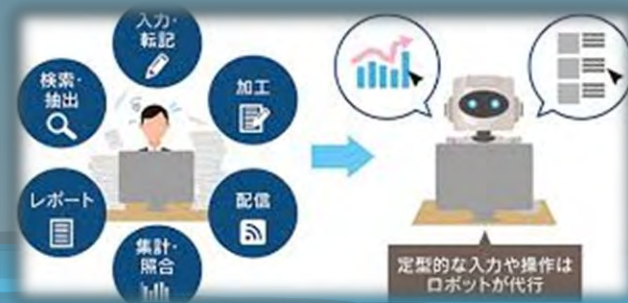 入力・
転記
検索・
抽出
加工
レポート
配信
集計・
照合
定型的な入力や操作は
ロボットが代行